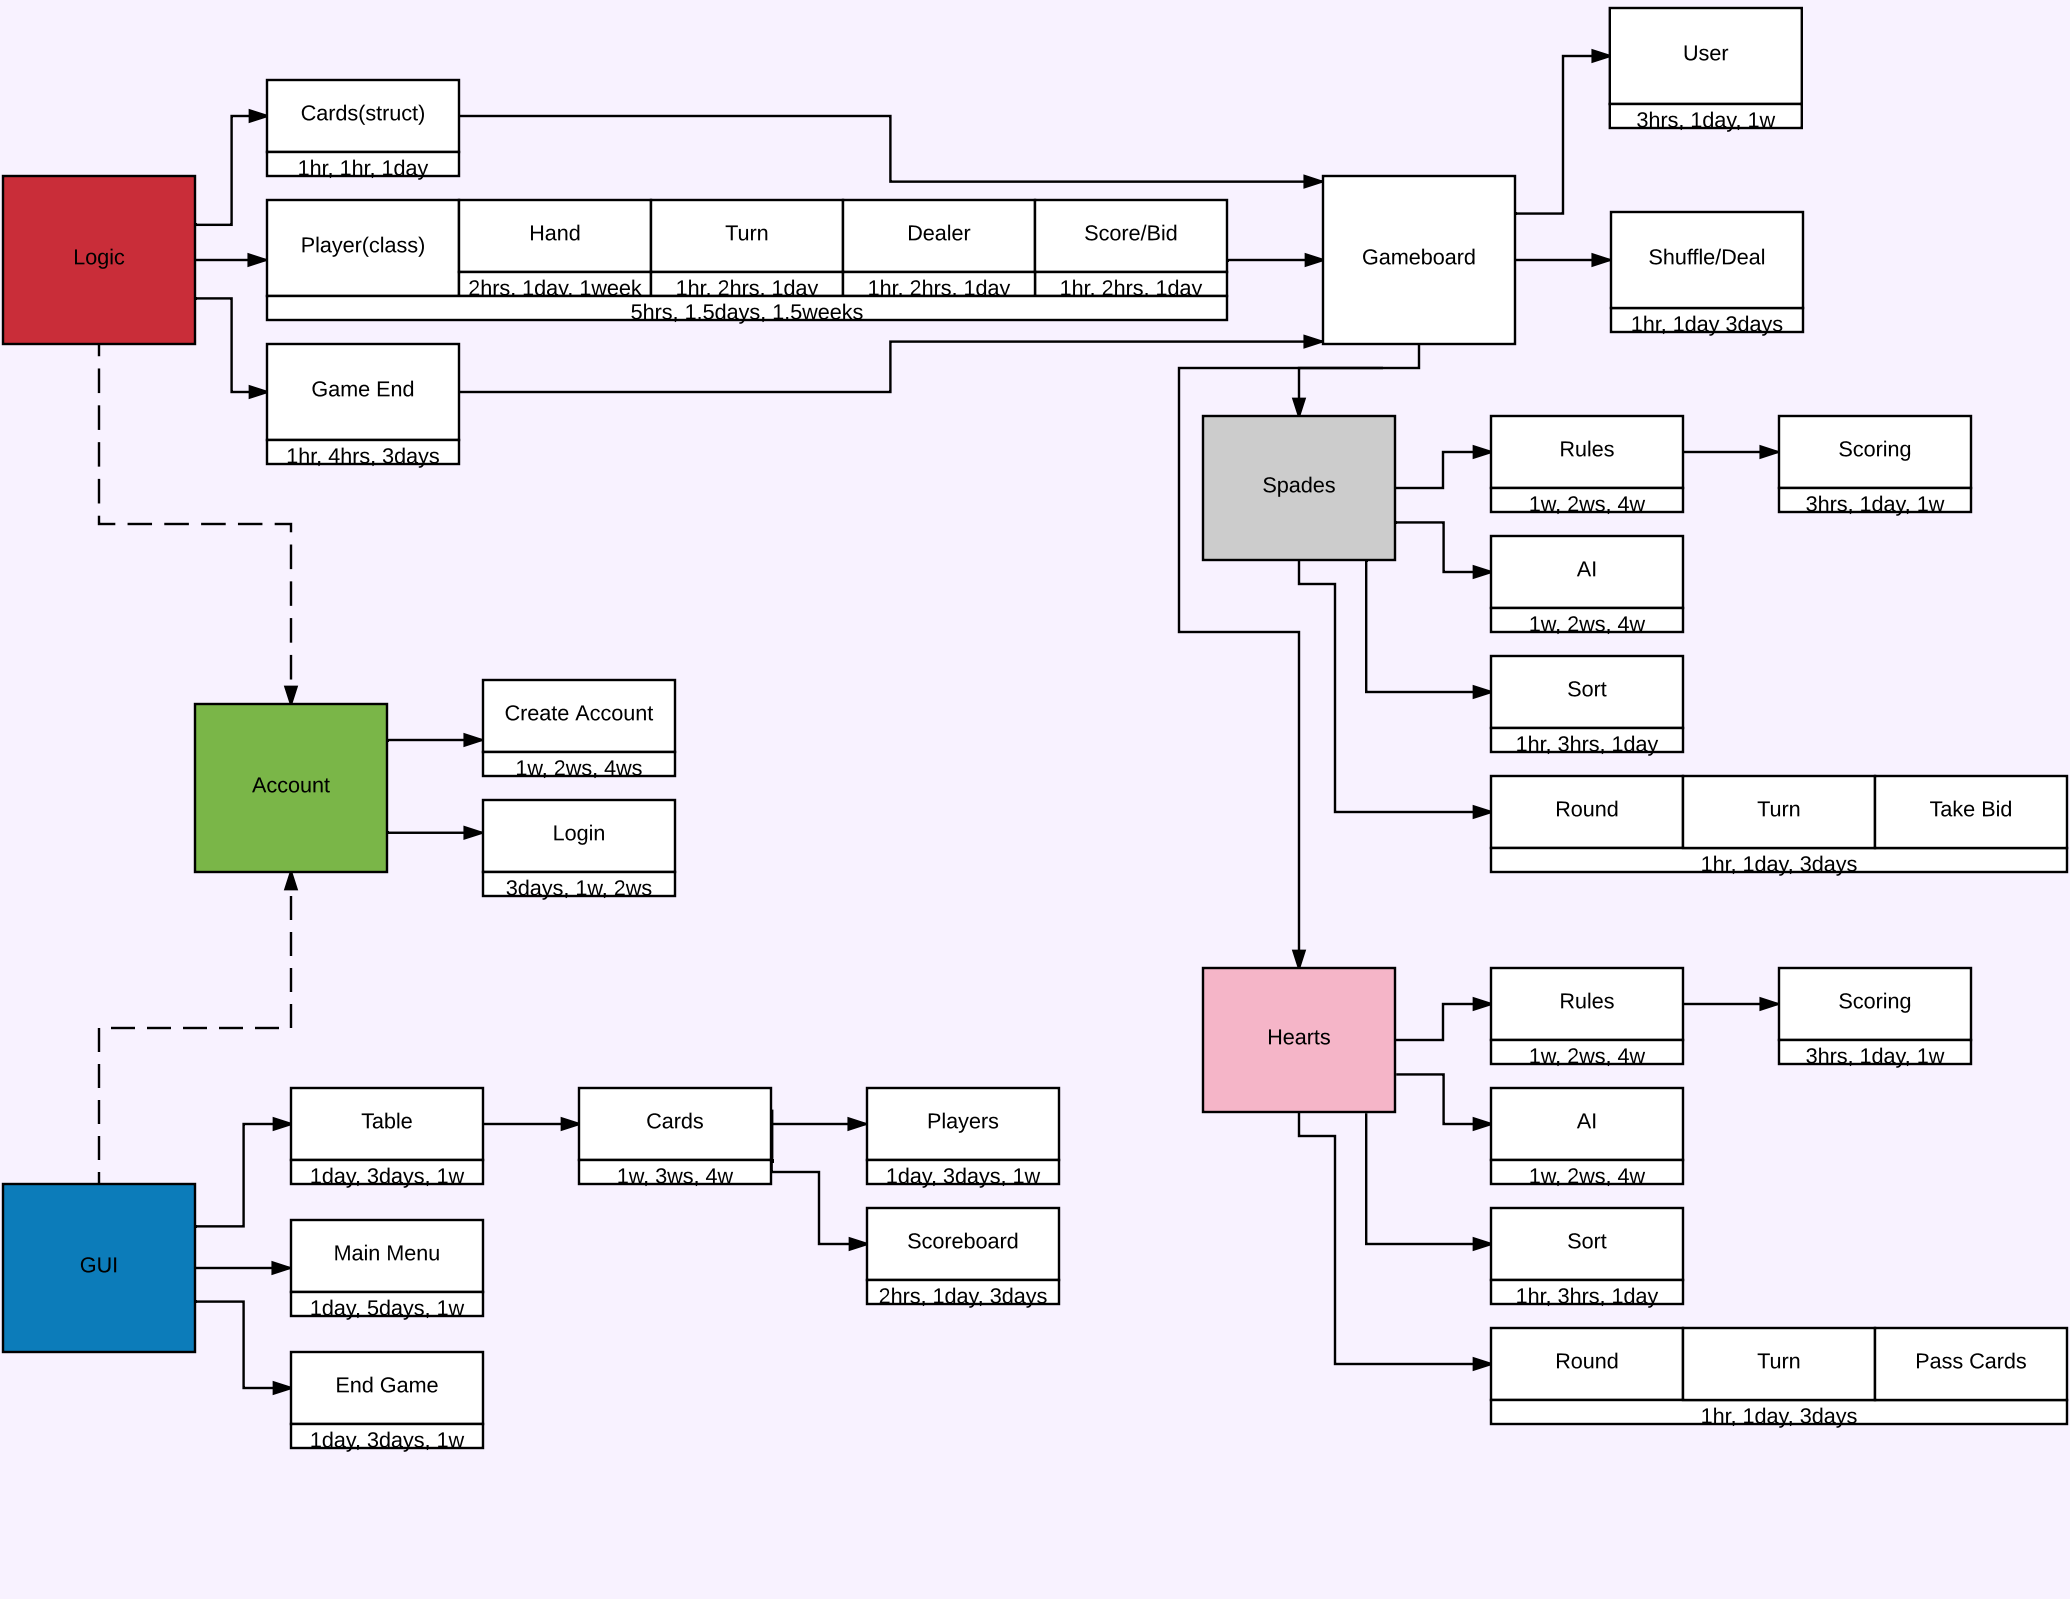 User
3hrs, 1day, 1w
Cards(struct)
1hr, 1hr, 1day
Logic
Player(class)
Hand
Turn
Dealer
Score/Bid
2hrs, 1day, 1week
1hr, 2hrs, 1day
1hr, 2hrs, 1day
1hr, 2hrs, 1day
5hrs, 1.5days, 1.5weeks
Gameboard
Shuffle/Deal
1hr, 1day 3days
Game End
1hr, 4hrs, 3days
Spades
Rules
1w, 2ws, 4w
Scoring
3hrs, 1day, 1w
AI
1w, 2ws, 4w
Sort
1hr, 3hrs, 1day
Round
Turn
Take Bid
1hr, 1day, 3days
Account
Create Account
1w, 2ws, 4ws
Login
3days, 1w, 2ws
Hearts
Rules
1w, 2ws, 4w
Scoring
3hrs, 1day, 1w
AI
1w, 2ws, 4w
Sort
1hr, 3hrs, 1day
Round
Turn
Pass Cards
1hr, 1day, 3days
GUI
Table
1day, 3days, 1w
Cards
1w, 3ws, 4w
Players
1day, 3days, 1w
Scoreboard
2hrs, 1day, 3days
Main Menu
1day, 5days, 1w
End Game
1day, 3days, 1w